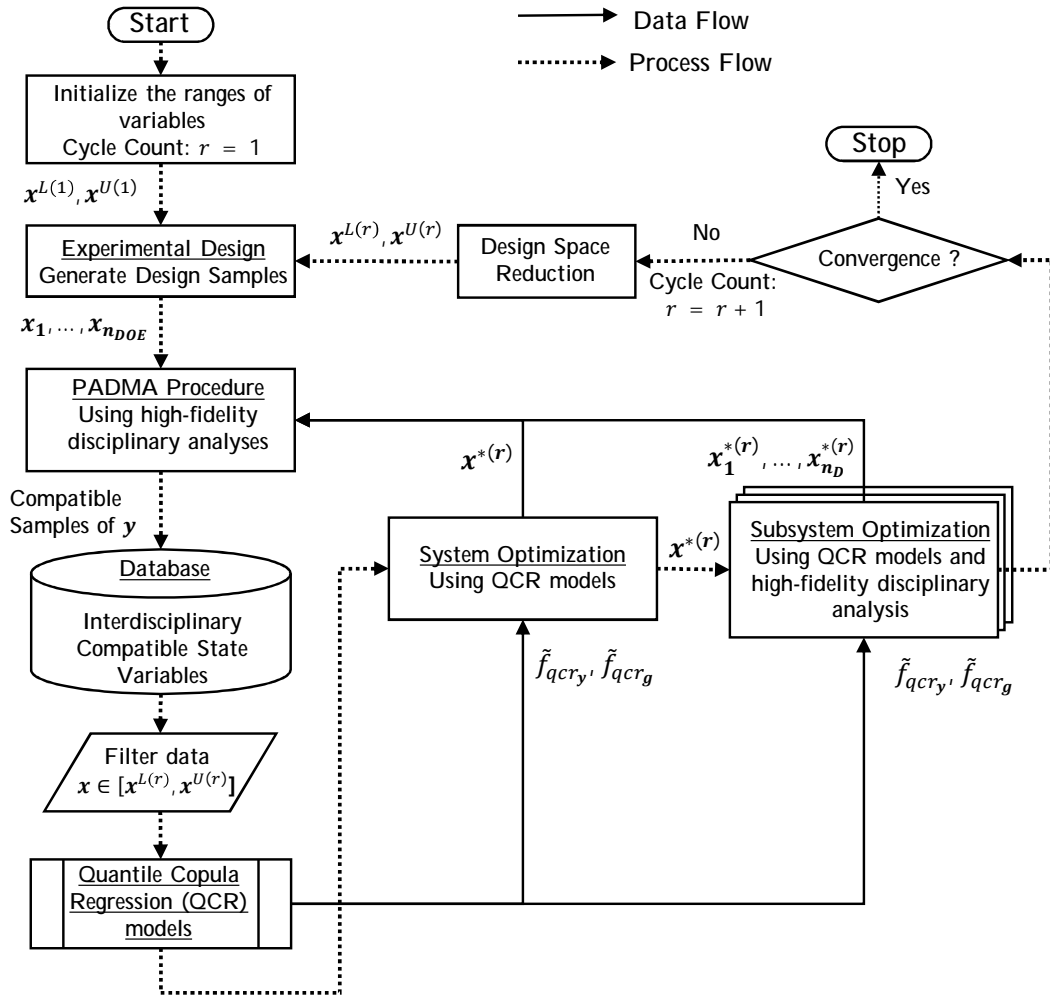 Start
Data Flow
Process Flow
Initialize the ranges of
variables
Cycle Count: r = 1
Stop
Yes
x^{L(1)}, x^{U(1)}
Experimental Design
Generate Design Samples
x^{L(r)}, x^{U(r)}
Design Space
Reduction
No
Cycle Count:
r = r + 1
Convergence ?
x_1, … , x_{n_{DOE}}
PADMA Procedure
Using high-fidelity
disciplinary analyses
x^{*(r)}
x_1^{*(r)}, … , x_{n_D}^{*(r)}
Compatible
Samples of y
System Optimization
Using QCR models
x^{*(r)}
Subsystem Optimization
Using QCR models and
high-fidelity disciplinary
analysis
Database
Interdisciplinary
Compatible State
Variables
f̃_{qcr_y}, f̃_{qcr_g}
f̃_{qcr_y}, f̃_{qcr_g}
Filter data
x ∈ [x^{L(r)}, x^{U(r)}]
Quantile Copula
Regression (QCR)
models